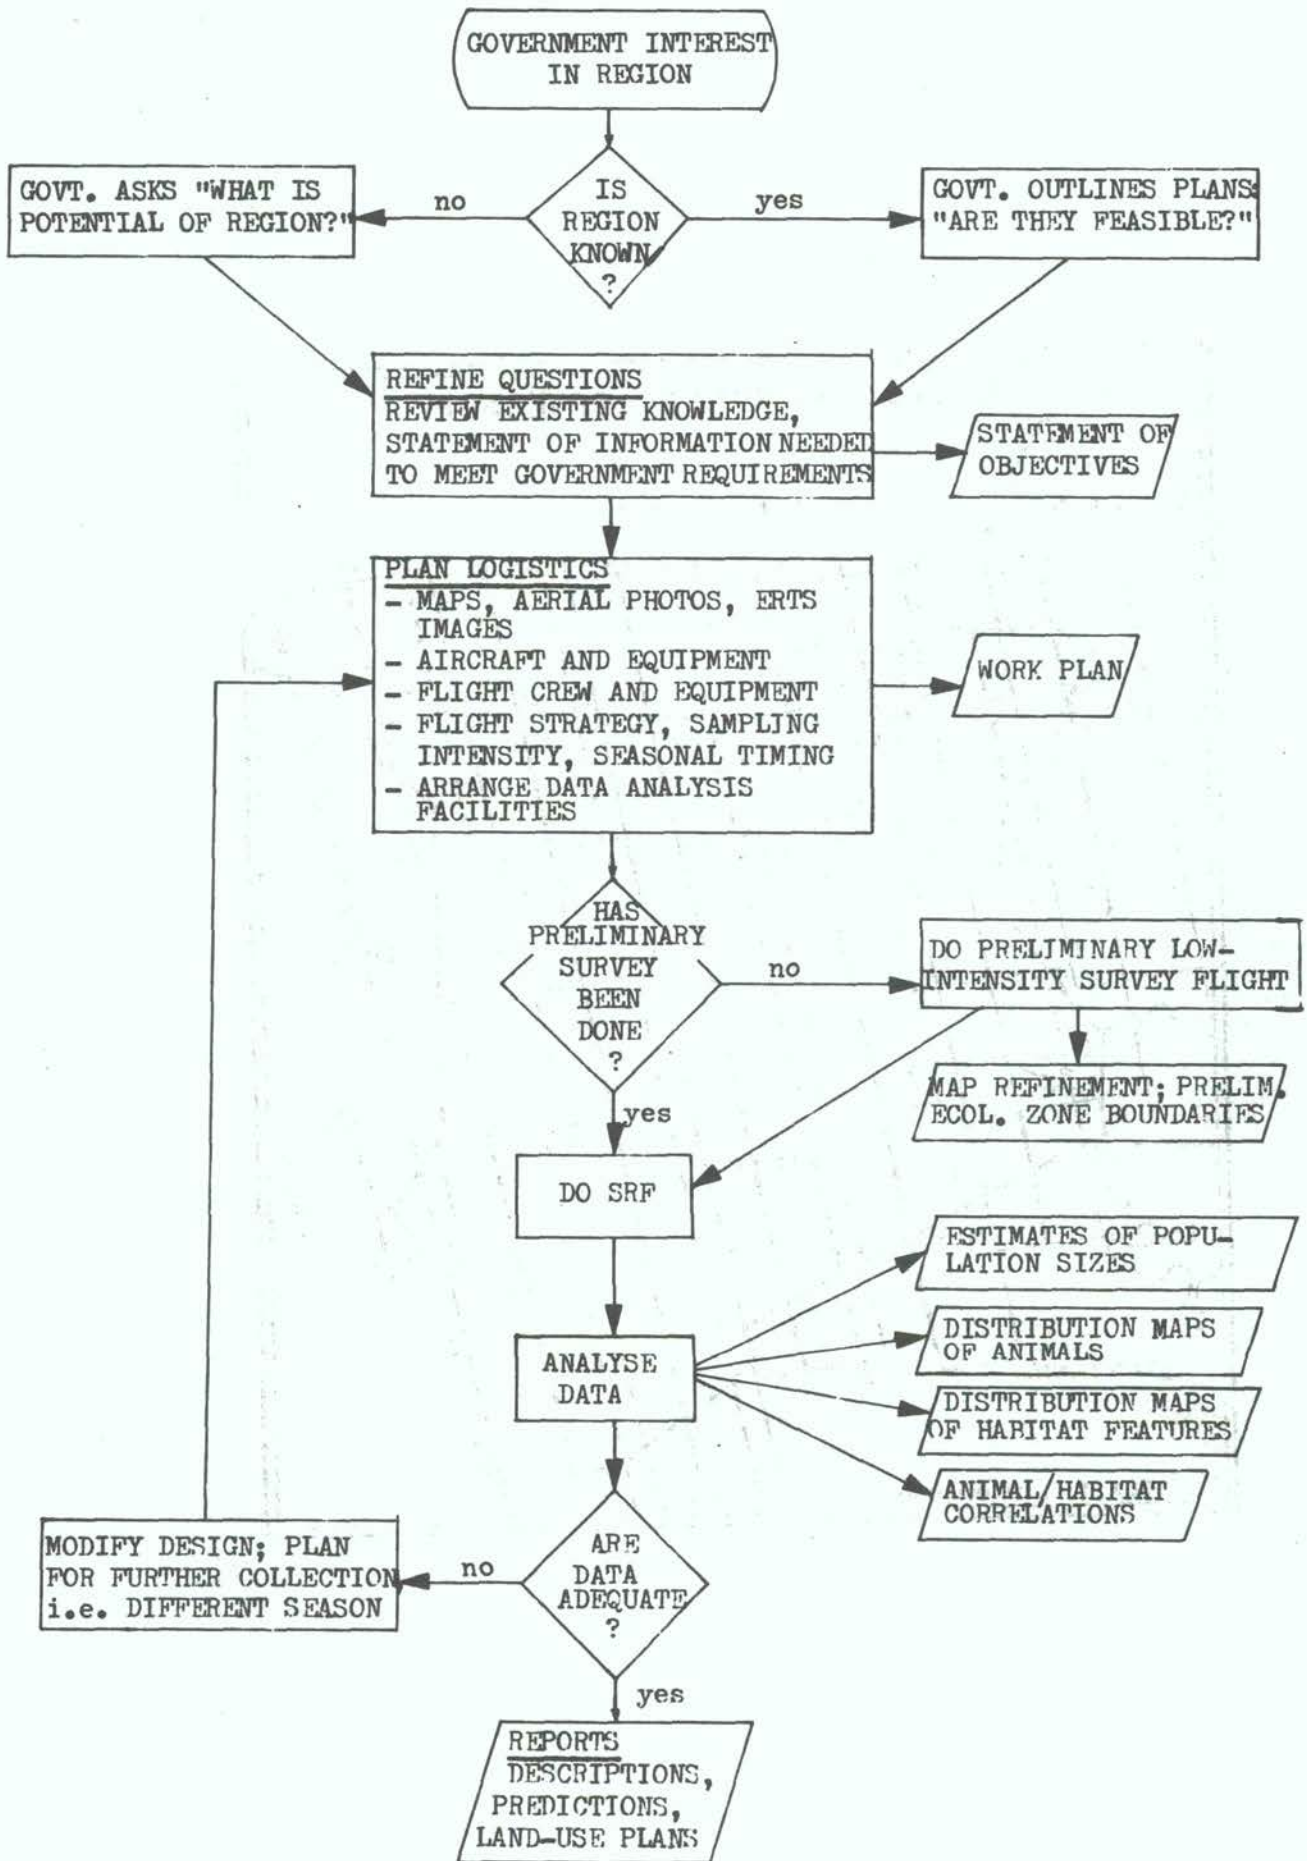 GOVERNMENT INTEREST
IN REGION
IS
REGION
KNOWN
?
no
yes
GOVT. ASKS "WHAT IS
POTENTIAL OF REGION?"
GOVT. OUTLINES PLANS:
"ARE THEY FEASIBLE?"
REFINE QUESTIONS
REVIEW EXISTING KNOWLEDGE,
STATEMENT OF INFORMATION NEEDED
TO MEET GOVERNMENT REQUIREMENTS
STATEMENT OF
OBJECTIVES
PLAN LOGISTICS
- MAPS, AERIAL PHOTOS, ERTS
IMAGES
- AIRCRAFT AND EQUIPMENT
- FLIGHT CREW AND EQUIPMENT
- FLIGHT STRATEGY, SAMPLING
INTENSITY, SEASONAL TIMING
- ARRANGE DATA ANALYSIS
FACILITIES
WORK PLAN
HAS
PRELIMINARY
SURVEY
BEEN
DONE
?
no
DO PRELIMINARY LOW-
INTENSITY SURVEY FLIGHT
MAP REFINEMENT; PRELIM.
ECOL. ZONE BOUNDARIES
yes
DO SRF
ANALYSE
DATA
ESTIMATES OF POPU-
LATION SIZES
DISTRIBUTION MAPS
OF ANIMALS
DISTRIBUTION MAPS
OF HABITAT FEATURES
ANIMAL/HABITAT
CORRELATIONS
ARE
DATA
ADEQUATE
?
no
MODIFY DESIGN; PLAN
FOR FURTHER COLLECTION
i.e. DIFFERENT SEASON
yes
REPORTS
DESCRIPTIONS,
PREDICTIONS,
LAND-USE PLANS